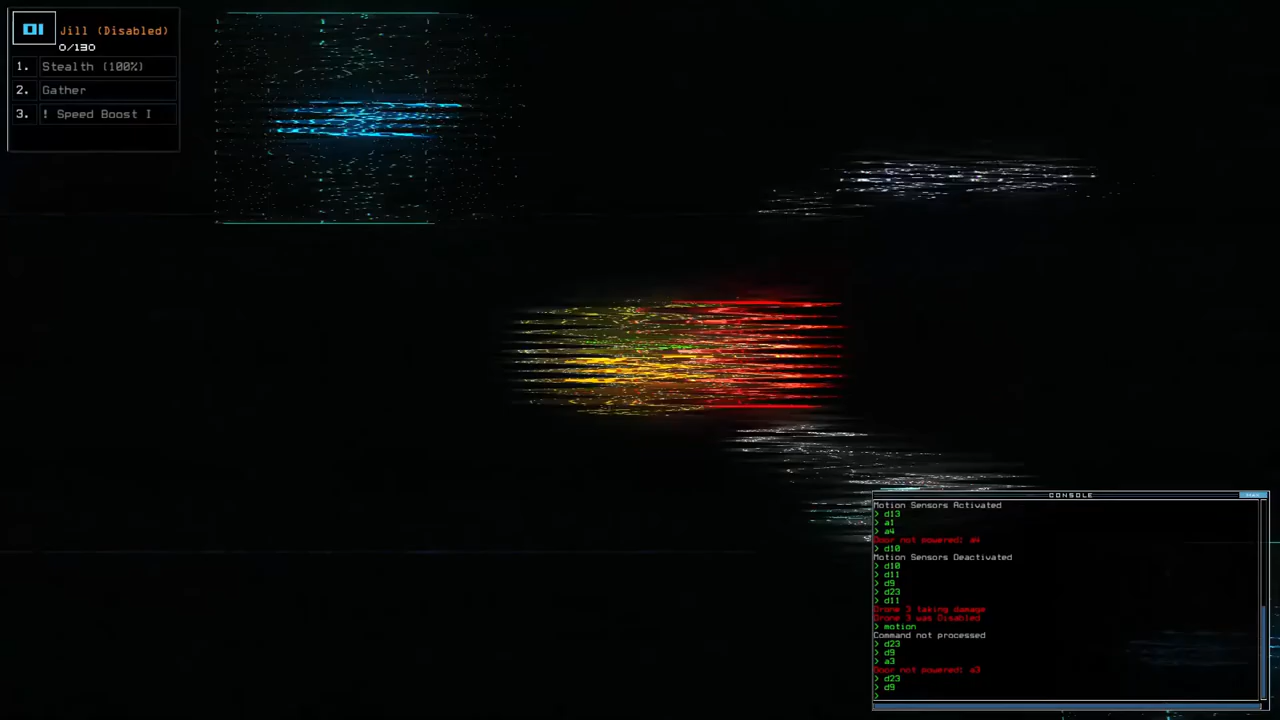 01 Jill (Disabled)
0/130
1. Stealth (100%)
2. Gather
3. ! Speed Boost I
CONSOLE
Motion Sensors Activated
> d13
> a1
> a4
Door not powered: a4
> d10
Motion Sensors Deactivated
> d10
> d11
> d9
> d23
> d11
Drone 3 taking damage
Drone 3 was Disabled
> motion
Command not processed
> d23
> d9
> a3
Door not powered: a3
> d23
> d9
>